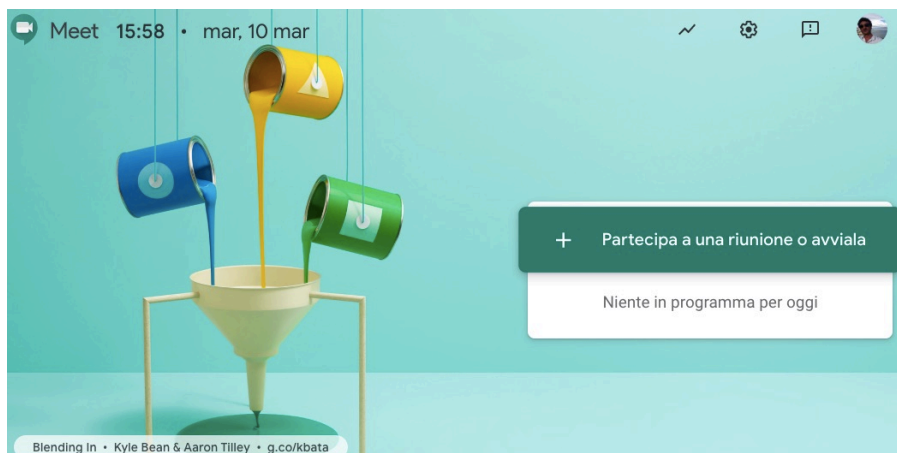 Meet 15:58 • mar, 10 mar
+ Partecipa a una riunione o avviala
Niente in programma per oggi
Blending In • Kyle Bean & Aaron Tilley • g.co/kbata